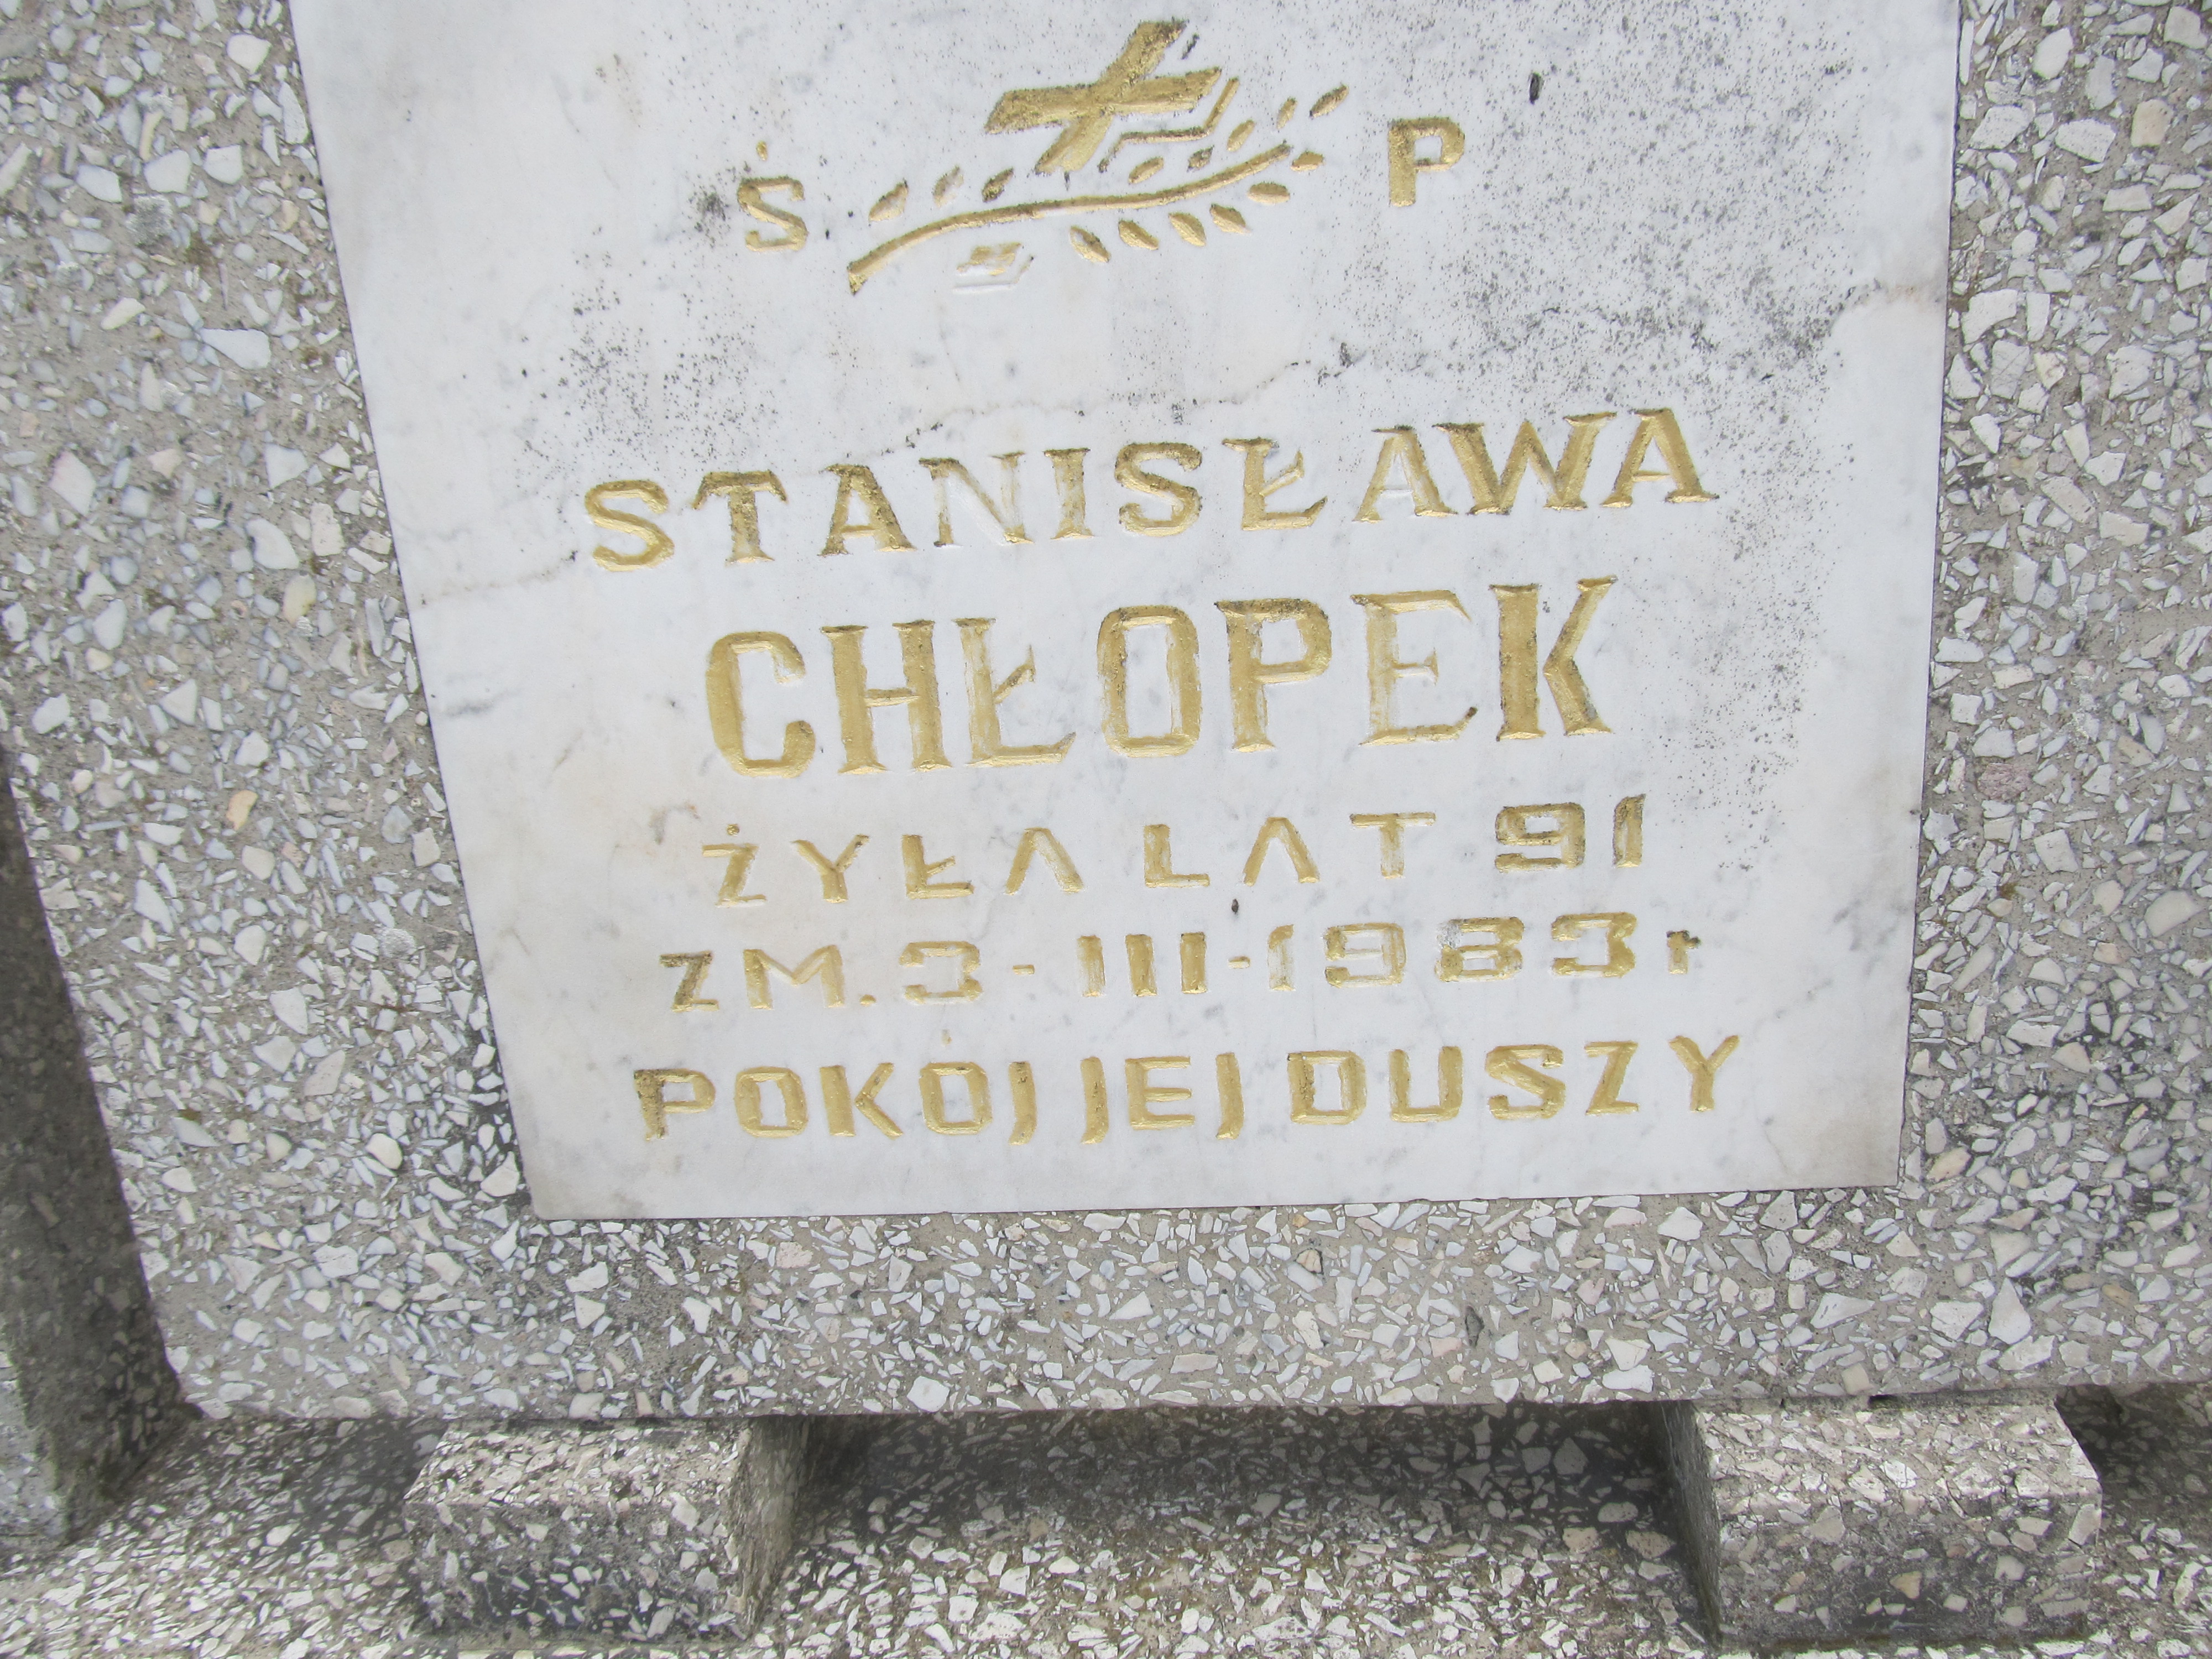 Ś P
STANISŁAWA
CHŁOPEK
ŻYŁA LAT 91
ZM. 3-III-1983 r
POKÓJ JEJ DUSZY